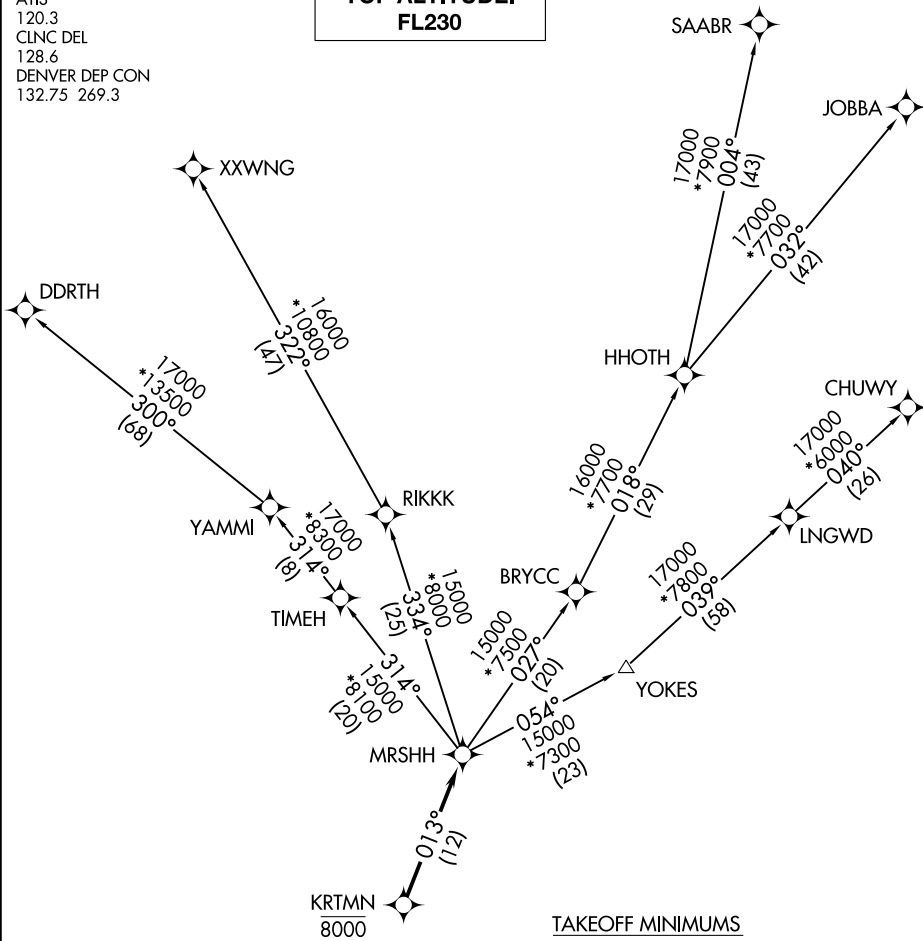 120.3
CLNC DEL
128.6
DENVER DEP CON
132.75 269.3
TOP ALTITUDE:
FL230
SAABR
JOBBA
17000
*7900
004°
(43)
XXWNG
17000
*7700
032°
(42)
DDRTH
16000
*10800
322°
(47)
HHOTH
17000
*13500
300°
(68)
CHUWY
17000
*6000
040°
(26)
16000
*7700
018°
(29)
RIKKK
YAMMI
LNGWD
17000
*8300
314°
(8)
BRYCC
17000
*7800
039°
(58)
TIMEH
15000
*8000
334°
(25)
15000
*7500
027°
(20)
YOKES
314°
15000
*8100
(20)
054°
15000
*7300
(23)
MRSHH
013°
(12)
KRTMN
8000
TAKEOFF MINIMUMS